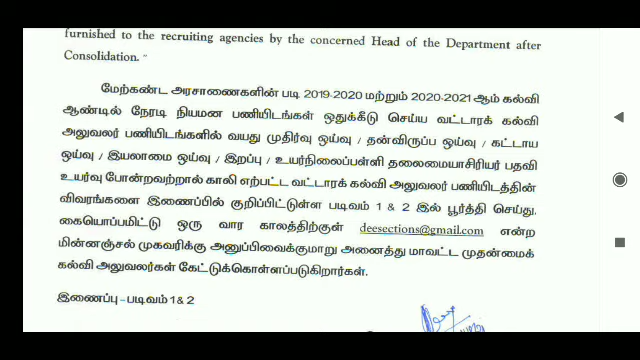 furnished to the recruiting agencies by the concerned Head of the Department after
Consolidation. "
மேற்கண்ட அரசாணைகளின் படி 2019-2020 மற்றும் 2020-2021 ஆம் கல்வி
ஆண்டில் நேரடி நியமன பணியிடங்கள் ஒதுக்கீடு செய்ய வட்டாரக் கல்வி
அலுவலர் பணியிடங்களில் வயது முதிர்வு ஓய்வு / தன்விருப்ப ஓய்வு / கட்டாய
ஓய்வு / இயலாமை ஓய்வு / இறப்பு / உயர்நிலைப்பள்ளி தலைமையாசிரியர் பதவி
உயர்வு போன்றவற்றால் காலி எற்பட்ட வட்டாரக் கல்வி அலுவலர் பணியிடத்தின்
விவரங்களை இணைப்பில் குறிப்பிட்டுள்ள படிவம் 1 & 2 இல் பூர்த்தி செய்து,
கையொப்பமிட்டு ஒரு வார காலத்திற்குள் deesections@gmail.com என்ற
மின்னஞ்சல் முகவரிக்கு அனுப்பிவைக்குமாறு அனைத்து மாவட்ட முதன்மைக்
கல்வி அலுவலர்கள் கேட்டுக்கொள்ளப்படுகிறார்கள்.
இணைப்பு – படிவம் 1 & 2